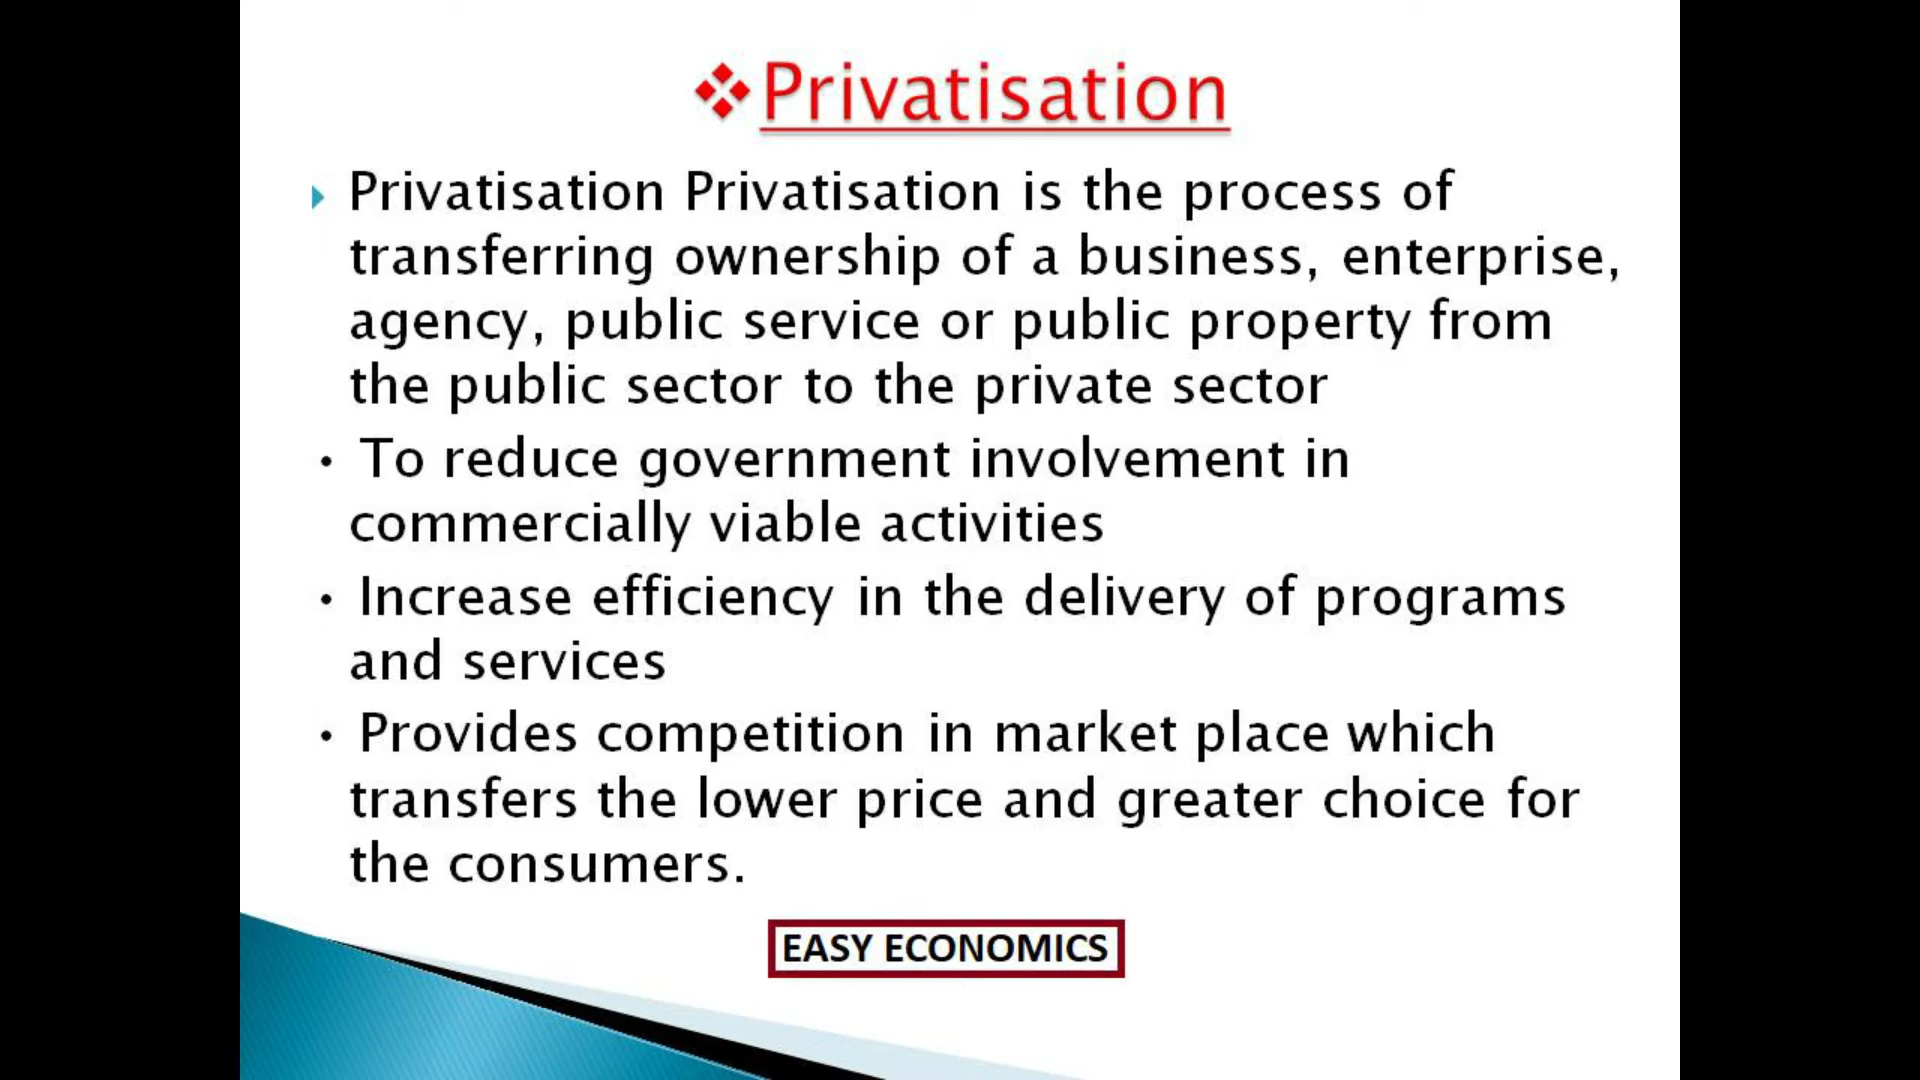 ❖Privatisation
Privatisation Privatisation is the process of
transferring ownership of a business, enterprise,
agency, public service or public property from
the public sector to the private sector
• To reduce government involvement in
commercially viable activities
• Increase efficiency in the delivery of programs
and services
• Provides competition in market place which
transfers the lower price and greater choice for
the consumers.
EASY ECONOMICS